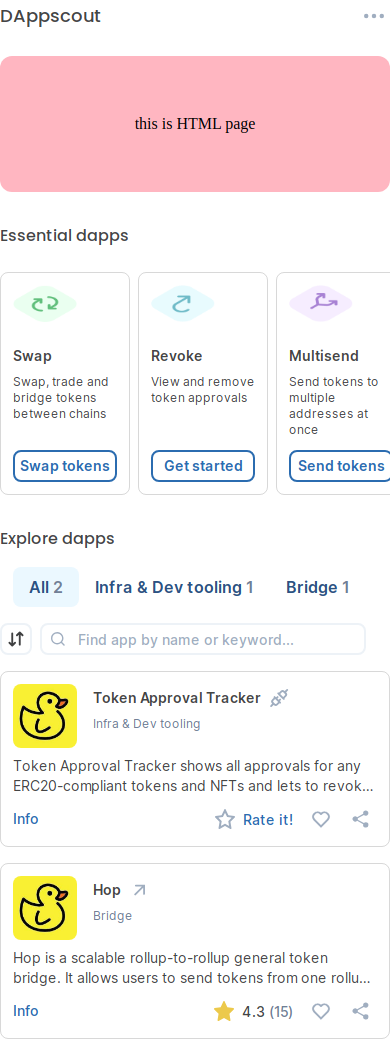 DAppscout
this is HTML page
Essential dapps
Swap
Swap, trade and
bridge tokens
between chains
Swap tokens
Revoke
View and remove
token approvals
Get started
Multisend
Send tokens to
multiple
addresses at
once
Send tokens
Explore dapps
All 2
Infra & Dev tooling 1
Bridge 1
Find app by name or keyword...
Token Approval Tracker
Infra & Dev tooling
Token Approval Tracker shows all approvals for any
ERC20-compliant tokens and NFTs and lets to revok...
Info
Rate it!
Hop
Bridge
Hop is a scalable rollup-to-rollup general token
bridge. It allows users to send tokens from one rollu...
Info
4.3 (15)